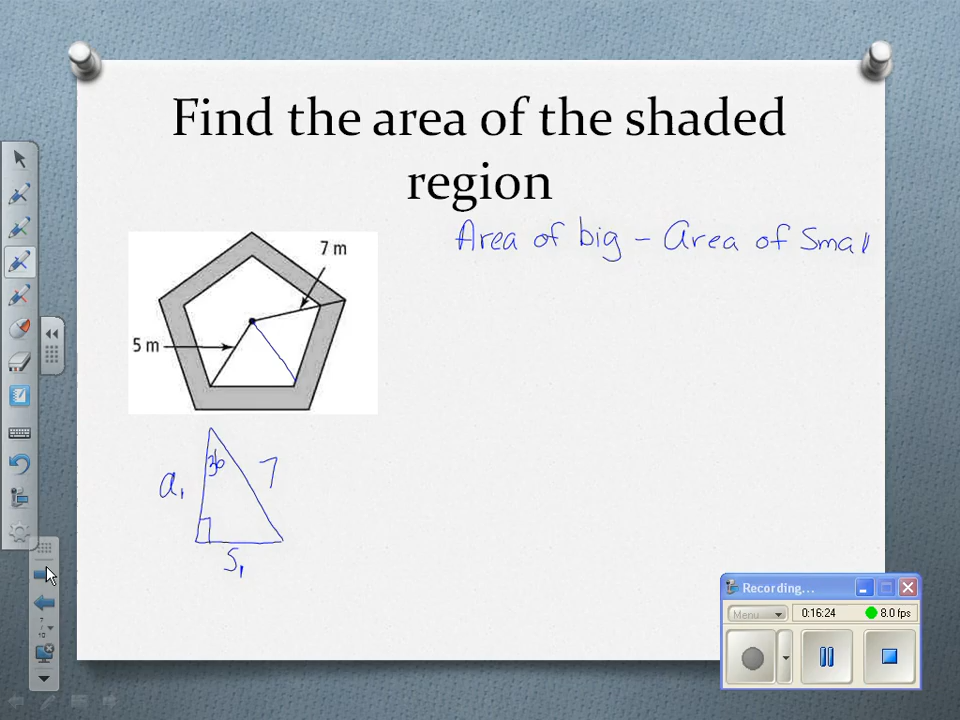 Find the area of the shaded
region
Area of big - Area of Small
7 m
5 m
36
a₁
7
S₁
Recording...
Menu
0:16:24
8.0 fps